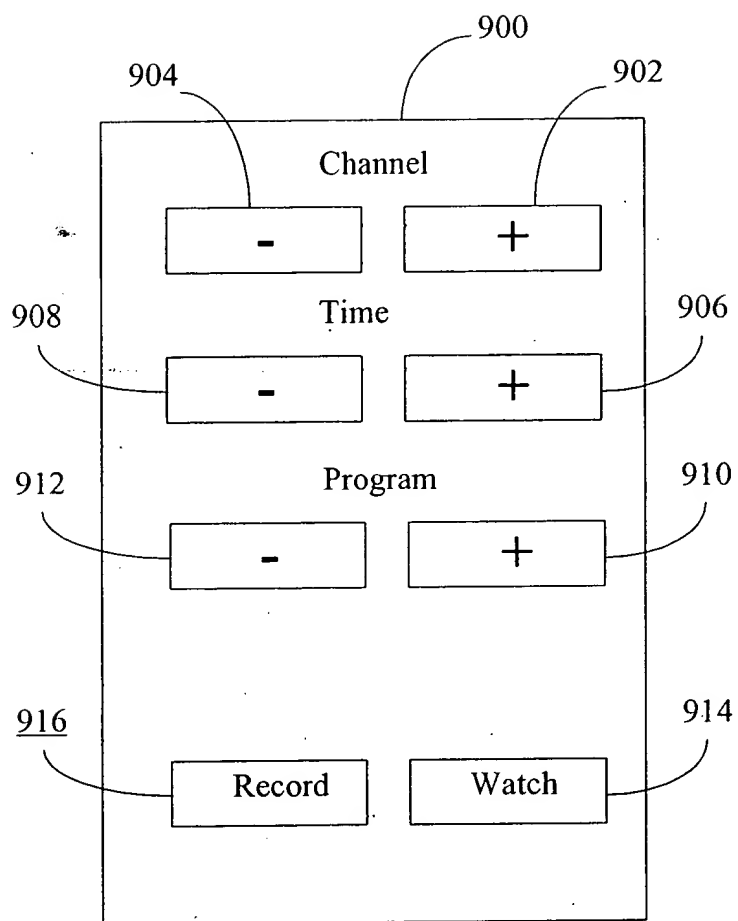 900
904 902
Channel
- +
Time
908 906
- +
Program
912 910
- +
916 914
Record Watch